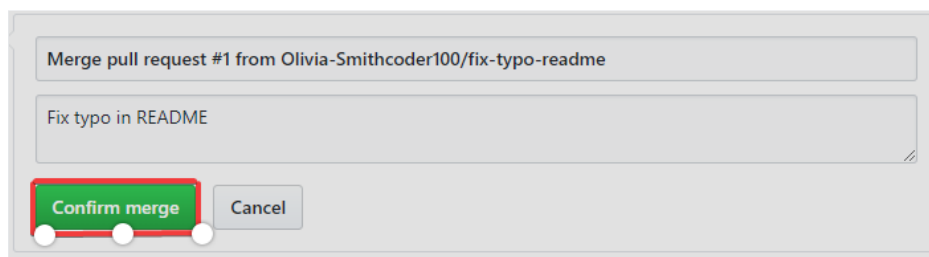 Merge pull request #1 from Olivia-Smithcoder100/fix-typo-readme
Fix typo in README
Confirm merge Cancel